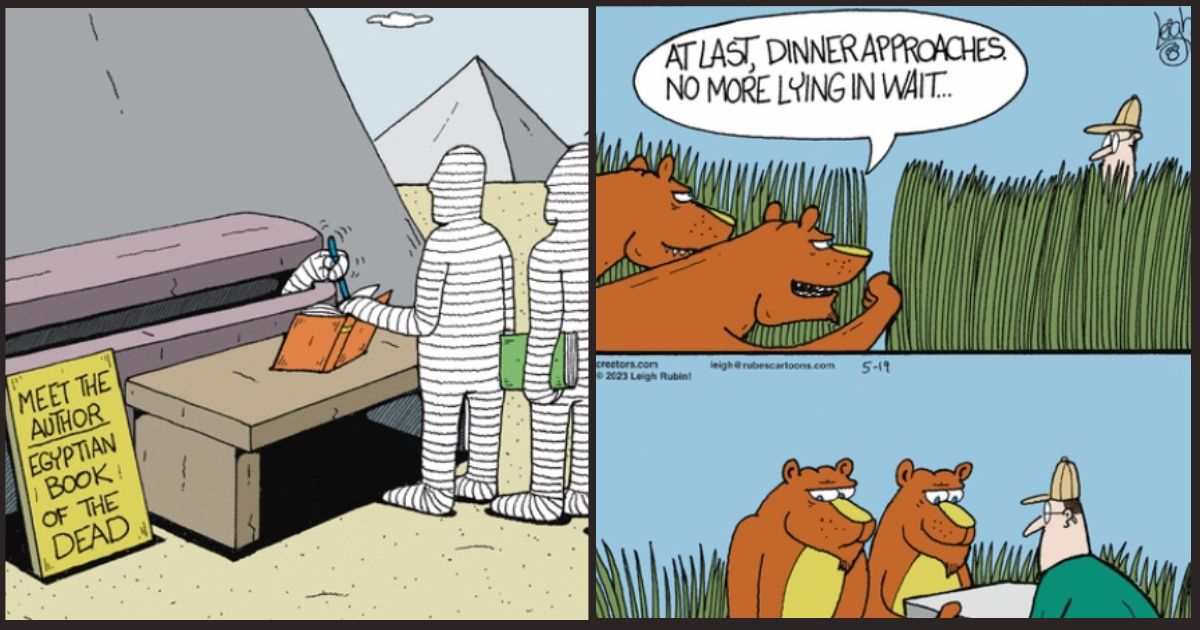 MEET THE
AUTHOR
EGYPTIAN
BOOK
OF THE
DEAD
AT LAST, DINNER APPROACHES.
NO MORE LYING IN WAIT...
Leigh
creators.com
leigh@rubescartoons.com
5-19
© 2023 Leigh Rubin!